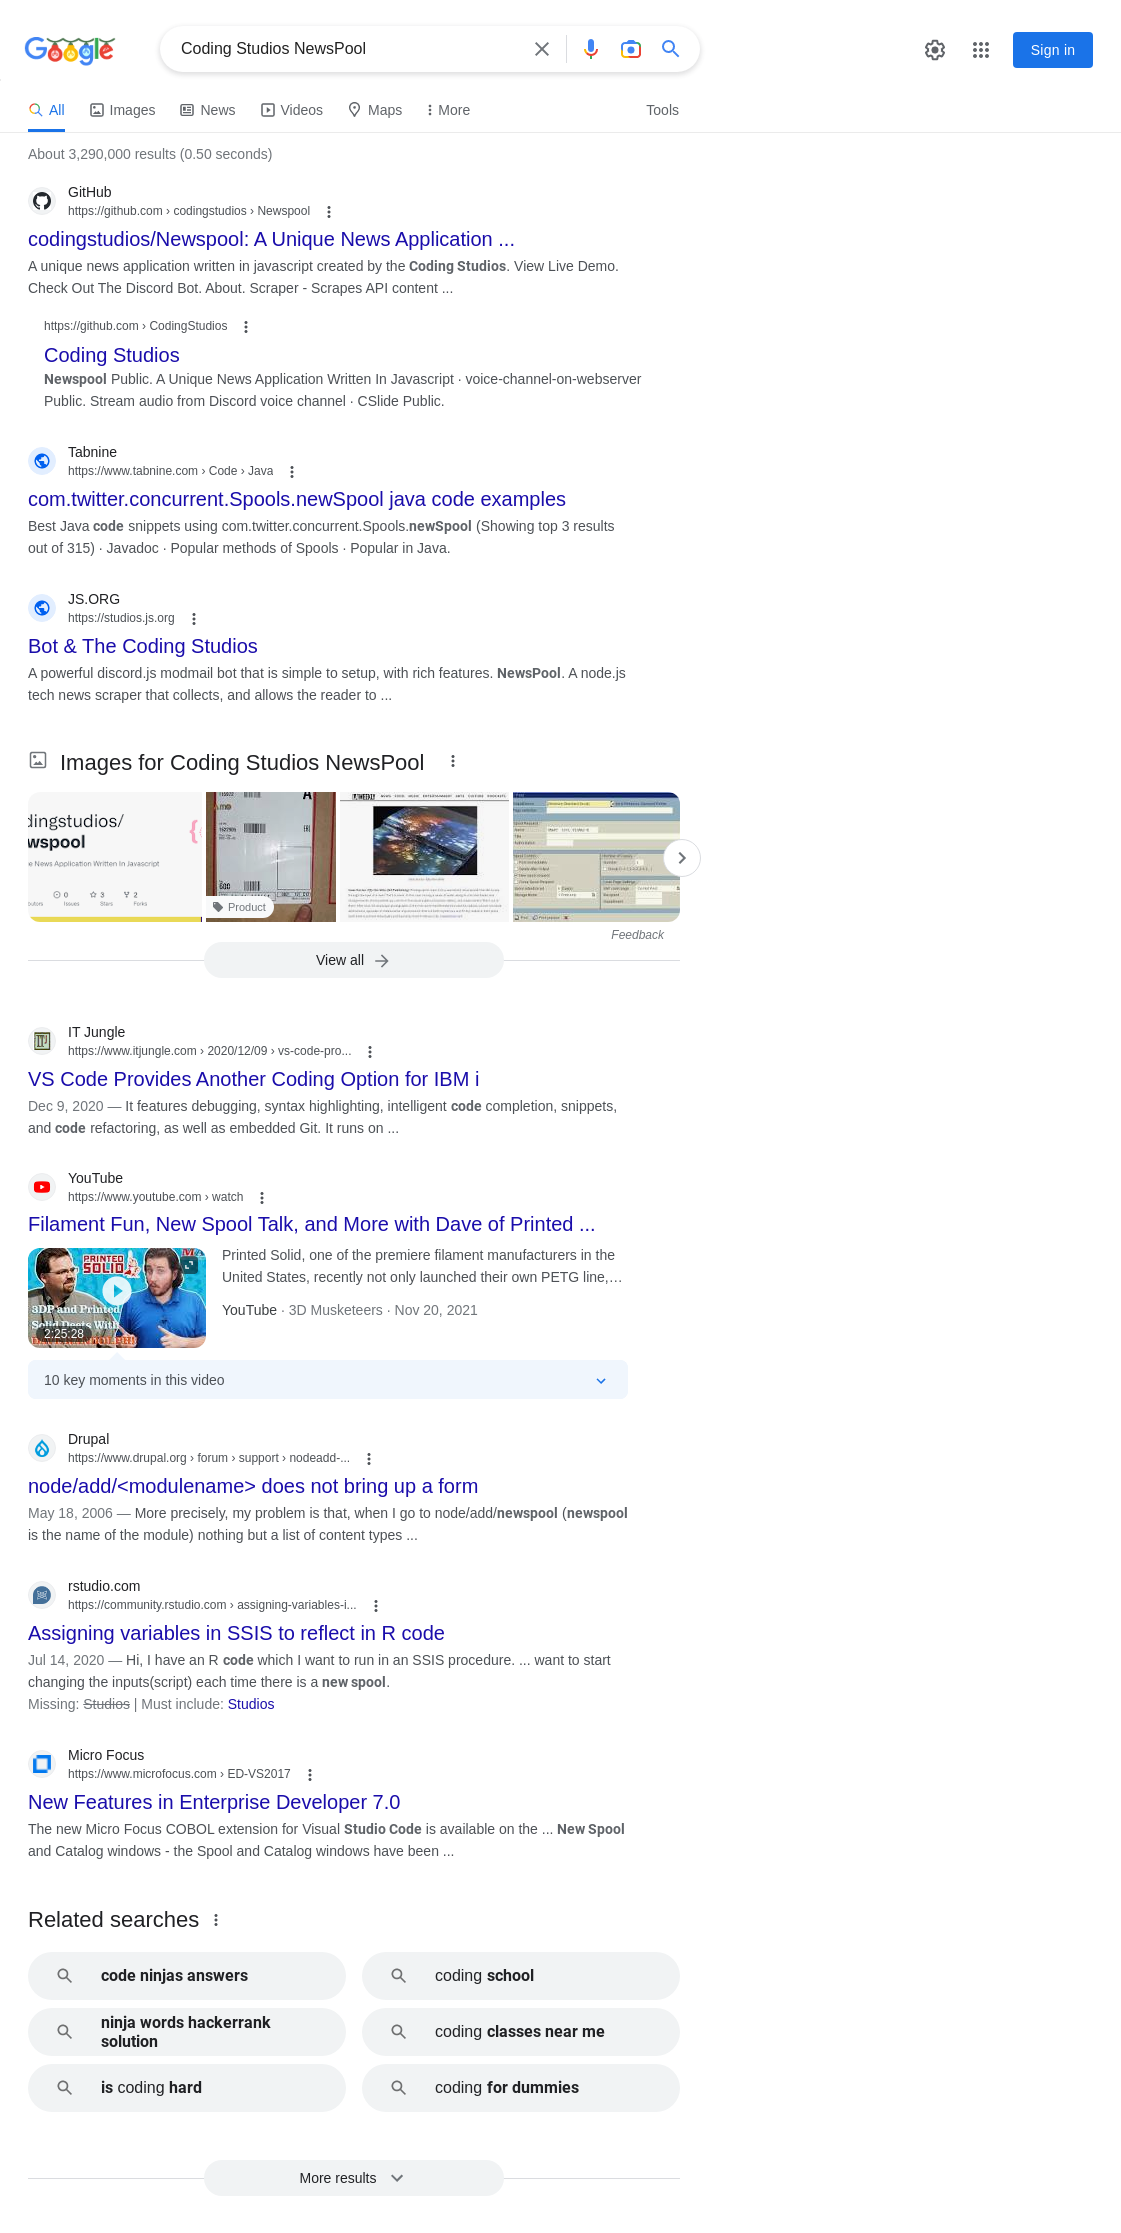 Google
Coding Studios NewsPool
Sign in
All
Images
News
Videos
Maps
More
Tools
About 3,290,000 results (0.50 seconds)
GitHub
https://github.com › codingstudios › Newspool
codingstudios/Newspool: A Unique News Application ...
A unique news application written in javascript created by the Coding Studios. View Live Demo.
Check Out The Discord Bot. About. Scraper - Scrapes API content ...
https://github.com › CodingStudios
Coding Studios
Newspool Public. A Unique News Application Written In Javascript · voice-channel-on-webserver
Public. Stream audio from Discord voice channel · CSlide Public.
Tabnine
https://www.tabnine.com › Code › Java
com.twitter.concurrent.Spools.newSpool java code examples
Best Java code snippets using com.twitter.concurrent.Spools.newSpool (Showing top 3 results
out of 315) · Javadoc · Popular methods of Spools · Popular in Java.
JS.ORG
https://studios.js.org
Bot & The Coding Studios
A powerful discord.js modmail bot that is simple to setup, with rich features. NewsPool. A node.js
tech news scraper that collects, and allows the reader to ...
Images for Coding Studios NewsPool
dingstudios/
wspool
e News Application Written In Javascript
0
3
2
Issues
Stars
Forks
Product
Feedback
View all
IT Jungle
https://www.itjungle.com › 2020/12/09 › vs-code-pro...
VS Code Provides Another Coding Option for IBM i
Dec 9, 2020 — It features debugging, syntax highlighting, intelligent code completion, snippets,
and code refactoring, as well as embedded Git. It runs on ...
YouTube
https://www.youtube.com › watch
Filament Fun, New Spool Talk, and More with Dave of Printed ...
PRINTED
SOLID
3DP and Printed
Solid Deets With
2:25:28
Printed Solid, one of the premiere filament manufacturers in the
United States, recently not only launched their own PETG line,...
YouTube · 3D Musketeers · Nov 20, 2021
10 key moments in this video
Drupal
https://www.drupal.org › forum › support › nodeadd-...
node/add/<modulename> does not bring up a form
May 18, 2006 — More precisely, my problem is that, when I go to node/add/newspool (newspool
is the name of the module) nothing but a list of content types ...
rstudio.com
https://community.rstudio.com › assigning-variables-i...
Assigning variables in SSIS to reflect in R code
Jul 14, 2020 — Hi, I have an R code which I want to run in an SSIS procedure. ... want to start
changing the inputs(script) each time there is a new spool.
Missing: Studios | Must include: Studios
Micro Focus
https://www.microfocus.com › ED-VS2017
New Features in Enterprise Developer 7.0
The new Micro Focus COBOL extension for Visual Studio Code is available on the ... New Spool
and Catalog windows - the Spool and Catalog windows have been ...
Related searches
code ninjas answers
coding school
ninja words hackerrank
solution
coding classes near me
is coding hard
coding for dummies
More results